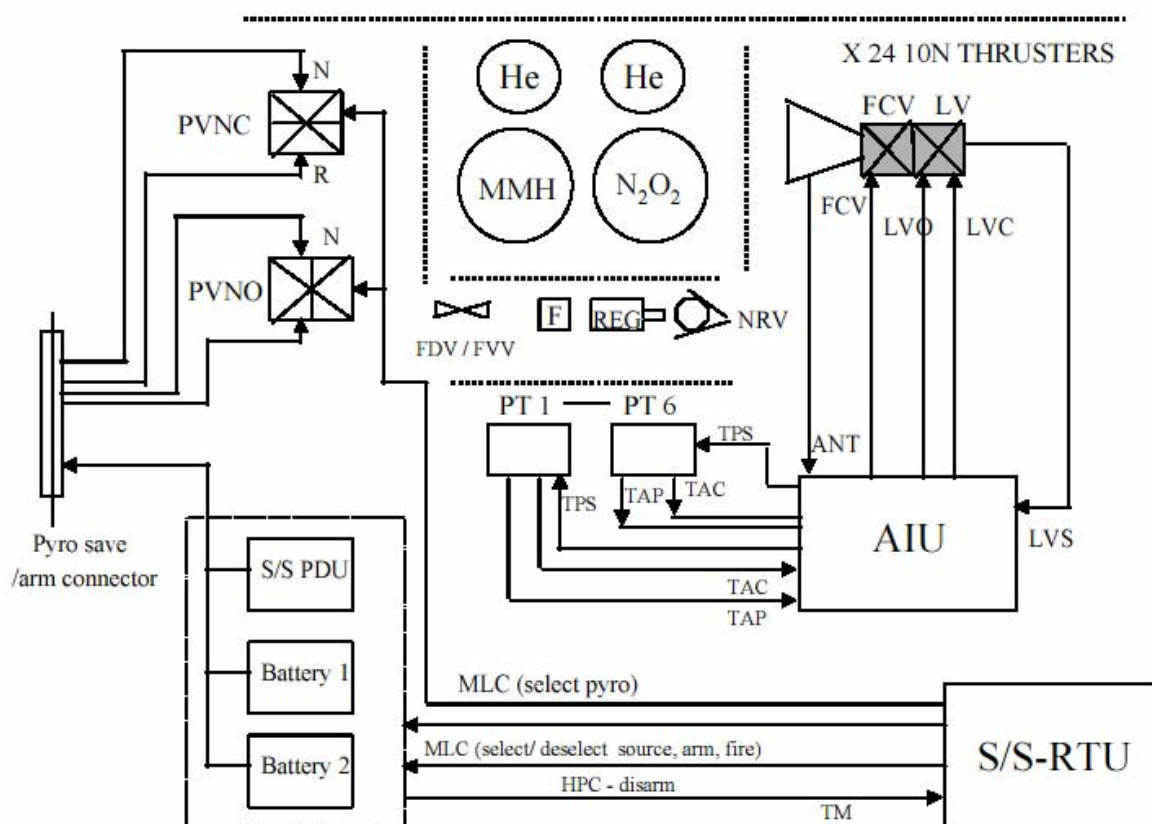 X 24 10N THRUSTERS
N
He
He
FCV LV
PVNC
R
MMH
N₂O₂
FCV
LVO
LVC
N
PVNO
F
REG
NRV
FDV / FVV
PT 1
PT 6
TPS
ANT
TPS
TAP
TAC
AIU
LVS
Pyro save
/arm connector
S/S PDU
TAC
TAP
Battery 1
MLC (select pyro)
MLC (select/ deselect source, arm, fire)
Battery 2
HPC - disarm
S/S-RTU
TM